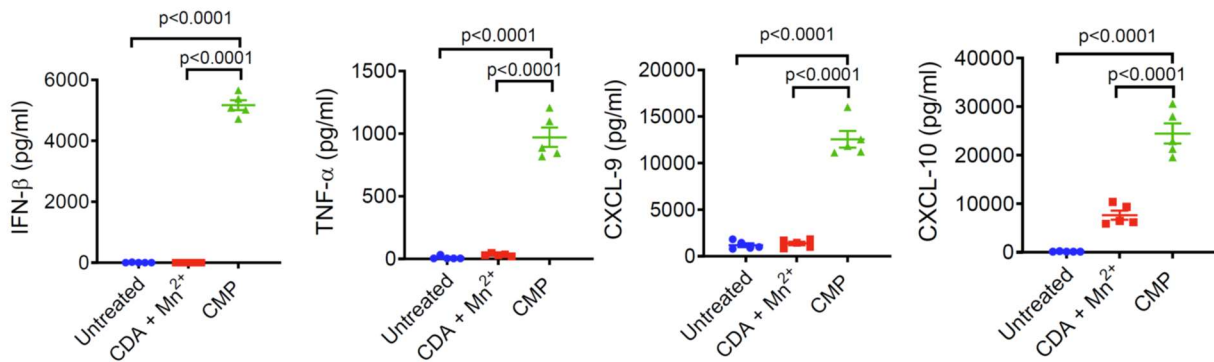 p<0.0001
p<0.0001
IFN-β (pg/ml)
6000
4000
2000
0
Untreated
CDA + Mn²⁺
CMP
p<0.0001
p<0.0001
TNF-α (pg/ml)
1500
1000
500
0
Untreated
CDA + Mn²⁺
CMP
p<0.0001
p<0.0001
CXCL-9 (pg/ml)
20000
15000
10000
5000
0
Untreated
CDA + Mn²⁺
CMP
p<0.0001
p<0.0001
CXCL-10 (pg/ml)
40000
30000
20000
10000
0
Untreated
CDA + Mn²⁺
CMP